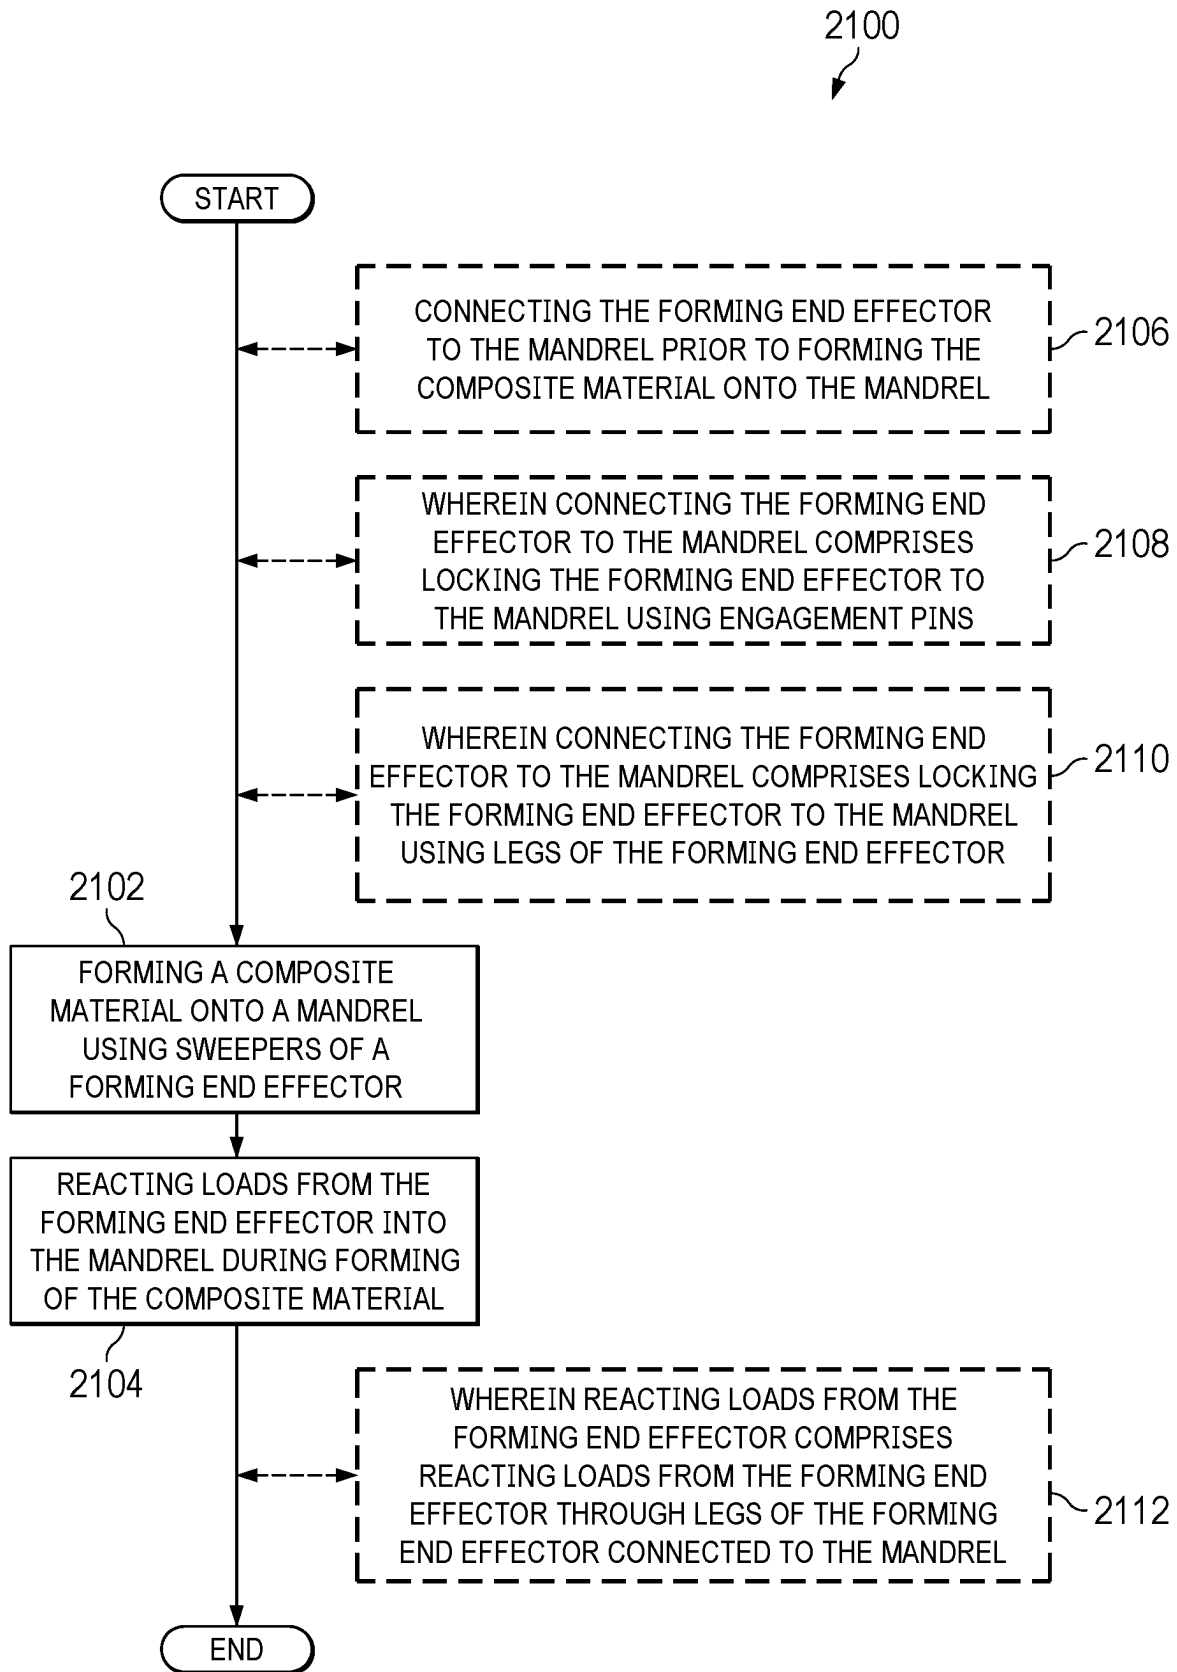 2100
START
CONNECTING THE FORMING END EFFECTOR
TO THE MANDREL PRIOR TO FORMING THE
COMPOSITE MATERIAL ONTO THE MANDREL
2106
WHEREIN CONNECTING THE FORMING END
EFFECTOR TO THE MANDREL COMPRISES
LOCKING THE FORMING END EFFECTOR TO
THE MANDREL USING ENGAGEMENT PINS
2108
WHEREIN CONNECTING THE FORMING END
EFFECTOR TO THE MANDREL COMPRISES LOCKING
THE FORMING END EFFECTOR TO THE MANDREL
USING LEGS OF THE FORMING END EFFECTOR
2110
2102
FORMING A COMPOSITE
MATERIAL ONTO A MANDREL
USING SWEEPERS OF A
FORMING END EFFECTOR
REACTING LOADS FROM THE
FORMING END EFFECTOR INTO
THE MANDREL DURING FORMING
OF THE COMPOSITE MATERIAL
2104
WHEREIN REACTING LOADS FROM THE
FORMING END EFFECTOR COMPRISES
REACTING LOADS FROM THE FORMING END
EFFECTOR THROUGH LEGS OF THE FORMING
END EFFECTOR CONNECTED TO THE MANDREL
2112
END